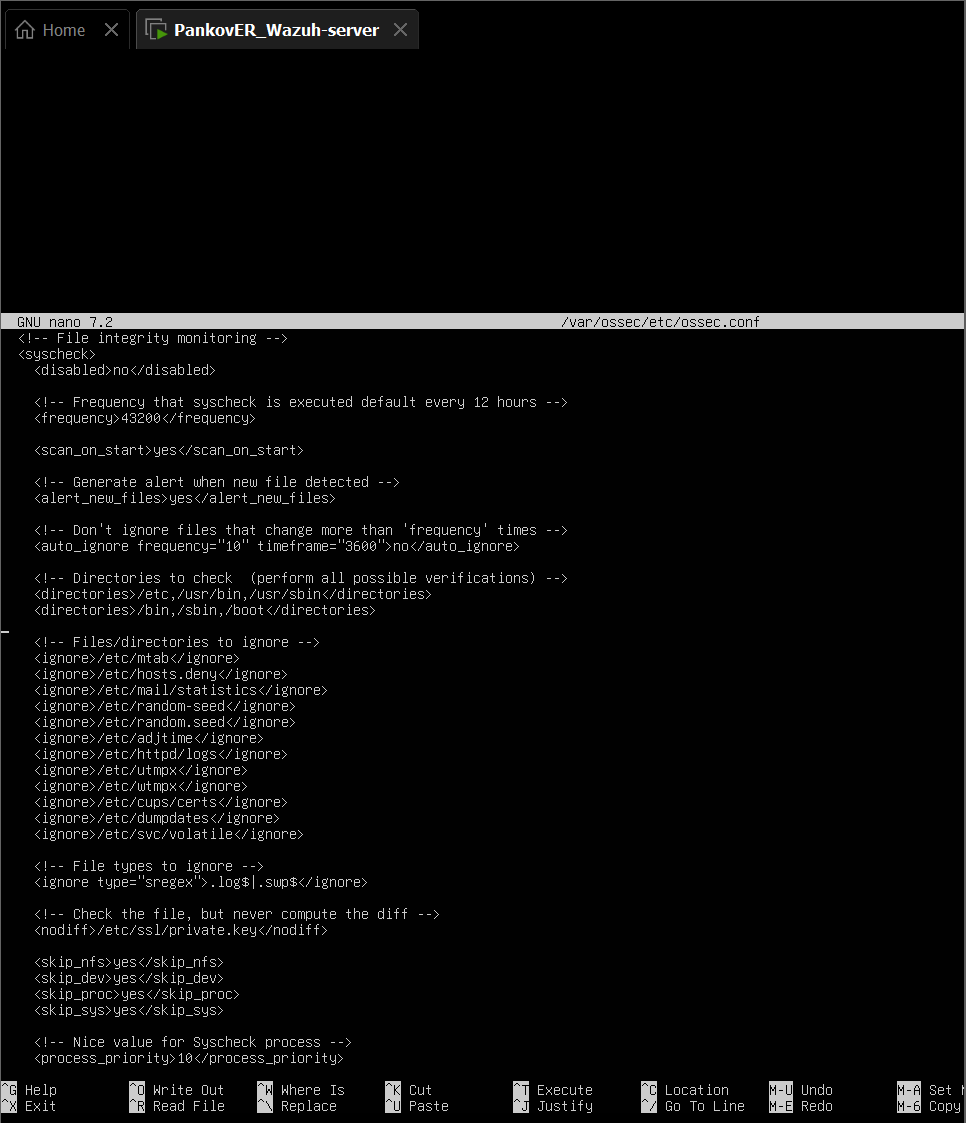 Home
PankovER_Wazuh-server
GNU nano 7.2 /var/ossec/etc/ossec.conf
<!-- File integrity monitoring -->
<syscheck>
<disabled>no</disabled>
<!-- Frequency that syscheck is executed default every 12 hours -->
<frequency>43200</frequency>
<scan_on_start>yes</scan_on_start>
<!-- Generate alert when new file detected -->
<alert_new_files>yes</alert_new_files>
<!-- Don't ignore files that change more than 'frequency' times -->
<auto_ignore frequency="10" timeframe="3600">no</auto_ignore>
<!-- Directories to check  (perform all possible verifications) -->
<directories>/etc,/usr/bin,/usr/sbin</directories>
<directories>/bin,/sbin,/boot</directories>
<!-- Files/directories to ignore -->
<ignore>/etc/mtab</ignore>
<ignore>/etc/hosts.deny</ignore>
<ignore>/etc/mail/statistics</ignore>
<ignore>/etc/random-seed</ignore>
<ignore>/etc/random.seed</ignore>
<ignore>/etc/adjtime</ignore>
<ignore>/etc/httpd/logs</ignore>
<ignore>/etc/utmpx</ignore>
<ignore>/etc/wtmpx</ignore>
<ignore>/etc/cups/certs</ignore>
<ignore>/etc/dumpdates</ignore>
<ignore>/etc/svc/volatile</ignore>
<!-- File types to ignore -->
<ignore type="sregex">.log$|.swp$</ignore>
<!-- Check the file, but never compute the diff -->
<nodiff>/etc/ssl/private.key</nodiff>
<skip_nfs>yes</skip_nfs>
<skip_dev>yes</skip_dev>
<skip_proc>yes</skip_proc>
<skip_sys>yes</skip_sys>
<!-- Nice value for Syscheck process -->
<process_priority>10</process_priority>
^G Help ^O Write Out ^W Where Is ^K Cut ^T Execute ^C Location M-U Undo M-A Set
^X Exit ^R Read File ^\ Replace ^U Paste ^J Justify ^/ Go To Line M-E Redo M-6 Copy